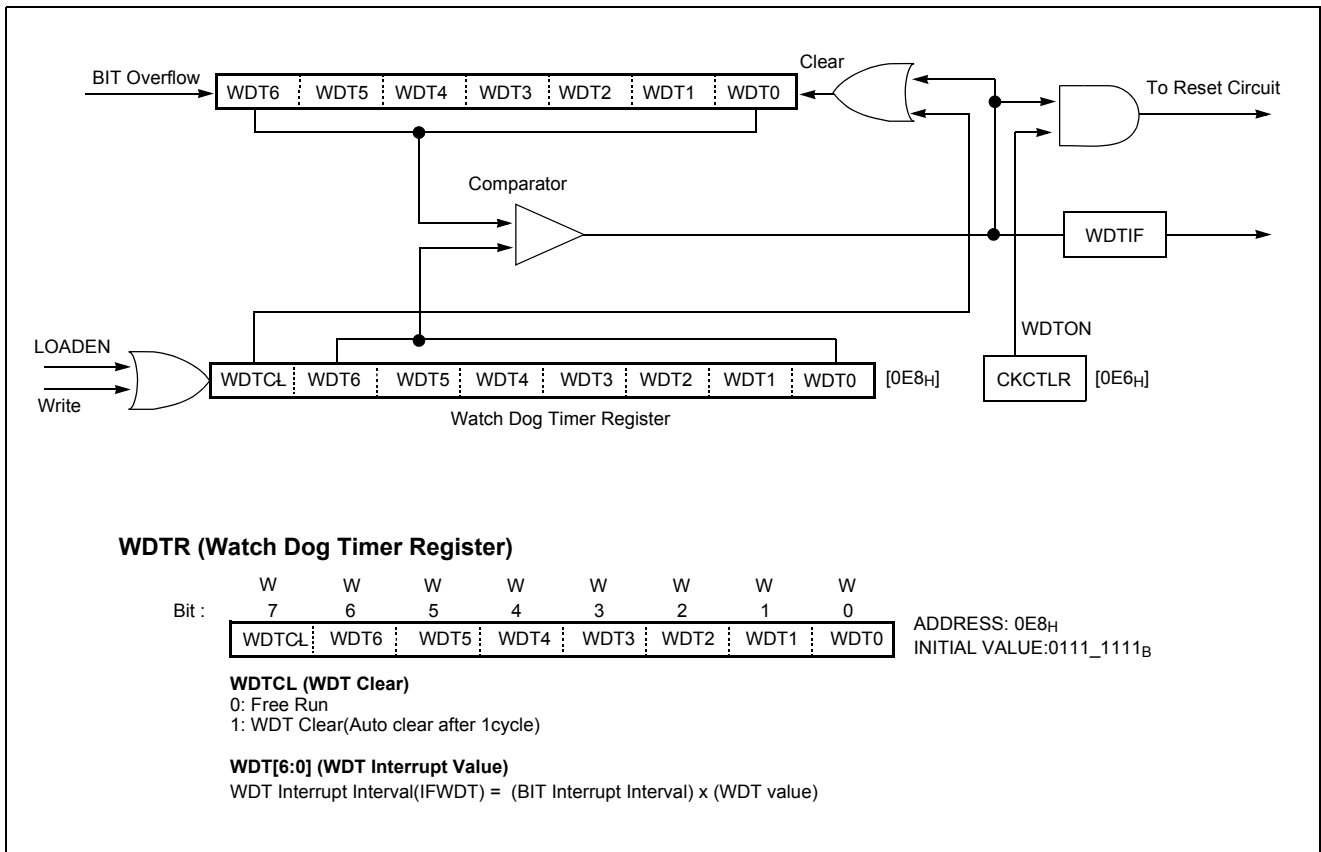 BIT Overflow
WDT6 WDT5 WDT4 WDT3 WDT2 WDT1 WDT0
Clear
To Reset Circuit
Comparator
WDTIF
WDTON
LOADEN
Write
WDTCL WDT6 WDT5 WDT4 WDT3 WDT2 WDT1 WDT0 [0E8H]
CKCTLR [0E6H]
Watch Dog Timer Register
WDTR (Watch Dog Timer Register)
W W W W W W W W
Bit : 7 6 5 4 3 2 1 0
WDTCL WDT6 WDT5 WDT4 WDT3 WDT2 WDT1 WDT0
ADDRESS: 0E8H
INITIAL VALUE:0111_1111B
WDTCL (WDT Clear)
0: Free Run
1: WDT Clear(Auto clear after 1cycle)
WDT[6:0] (WDT Interrupt Value)
WDT Interrupt Interval(IFWDT) = (BIT Interrupt Interval) x (WDT value)